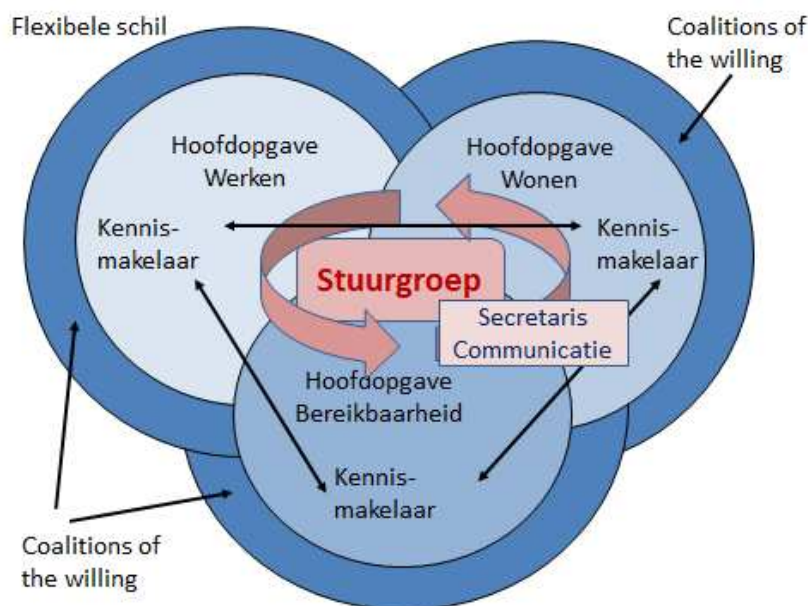 Flexibele schil
Coalitions of
the willing
Hoofdopgave
Werken
Hoofdopgave
Wonen
Kennis-
makelaar
Kennis-
makelaar
Stuurgroep
Secretaris
Communicatie
Hoofdopgave
Bereikbaarheid
Kennis-
makelaar
Coalitions of
the willing